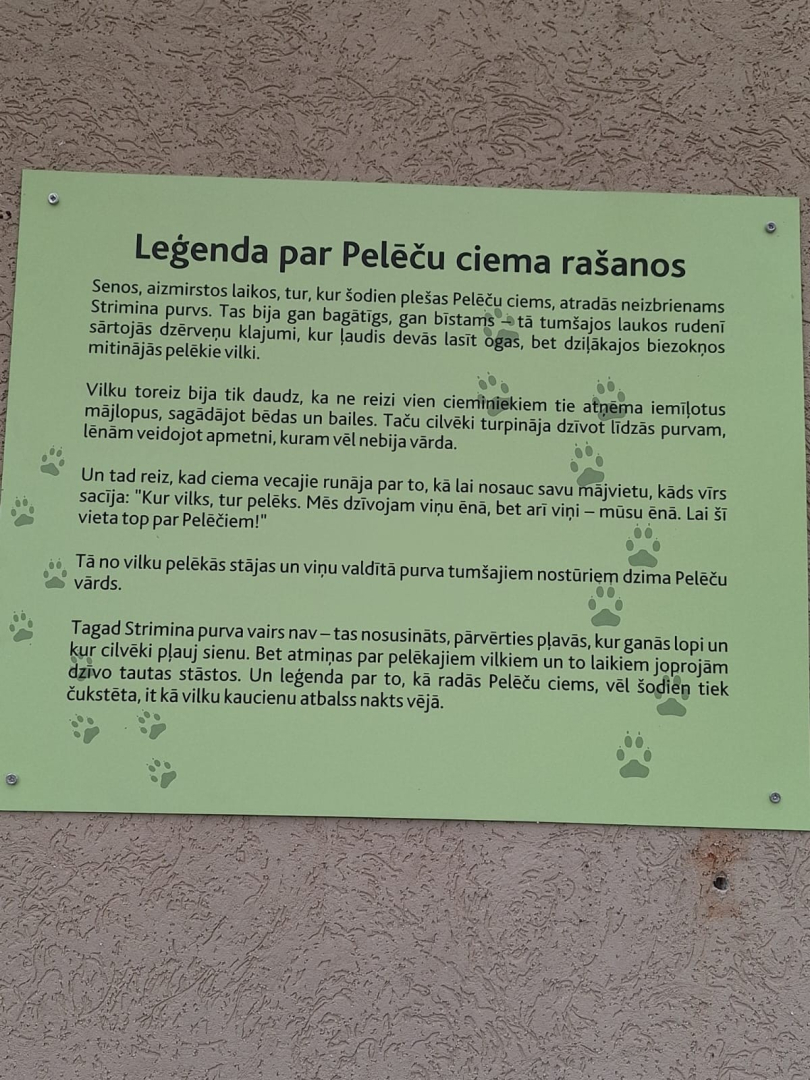 Leģenda par Pelēču ciema rašanos
Senos, aizmirstos laikos, tur, kur šodien plešas Pelēču ciems, atradās neizbrienams
Strimina purvs. Tas bija gan bagātīgs, gan bīstams – tā tumšajos laukos rudenī
sārtojās dzērveņu klajumi, kur ļaudis devās lasīt ogas, bet dziļākajos biezokņos
mitinājās pelēkie vilki.
Vilku toreiz bija tik daudz, ka ne reizi vien cieminiekiem tie atņēma iemīļotus
mājlopus, sagādājot bēdas un bailes. Taču cilvēki turpināja dzīvot līdzās purvam,
lēnām veidojot apmetni, kuram vēl nebija vārda.
Un tad reiz, kad ciema vecajie runāja par to, kā lai nosauc savu mājvietu, kāds vīrs
sacīja: "Kur vilks, tur pelēks. Mēs dzīvojam viņu ēnā, bet arī viņi – mūsu ēnā. Lai šī
vieta top par Pelēčiem!"
Tā no vilku pelēkās stājas un viņu valdītā purva tumšajiem nostūriem dzima Pelēču
vārds.
Tagad Strimina purva vairs nav – tas nosusināts, pārvērties pļavās, kur ganās lopi un
kur cilvēki pļauj sienu. Bet atmiņas par pelēkajiem vilkiem un to laikiem joprojām
dzīvo tautas stāstos. Un leģenda par to, kā radās Pelēču ciems, vēl šodien tiek
čukstēta, it kā vilku kaucienu atbalss nakts vējā.